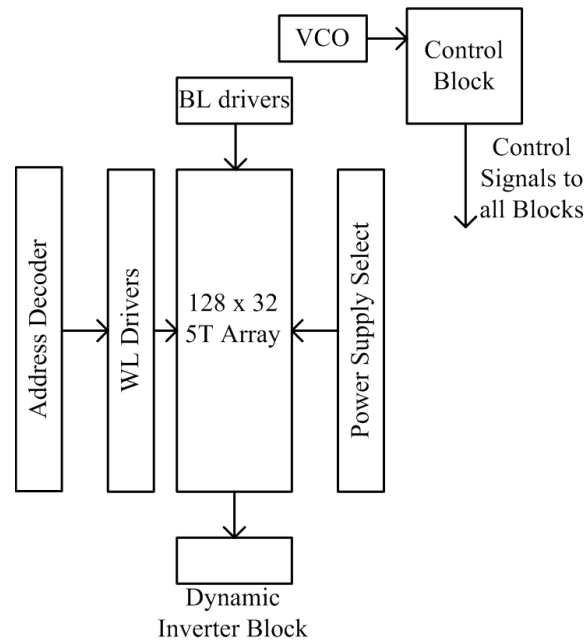 VCO
Control
Block
BL drivers
Control
Signals to
all Blocks
Address Decoder
WL Drivers
128 x 32
5T Array
Power Supply Select
Dynamic
Inverter Block